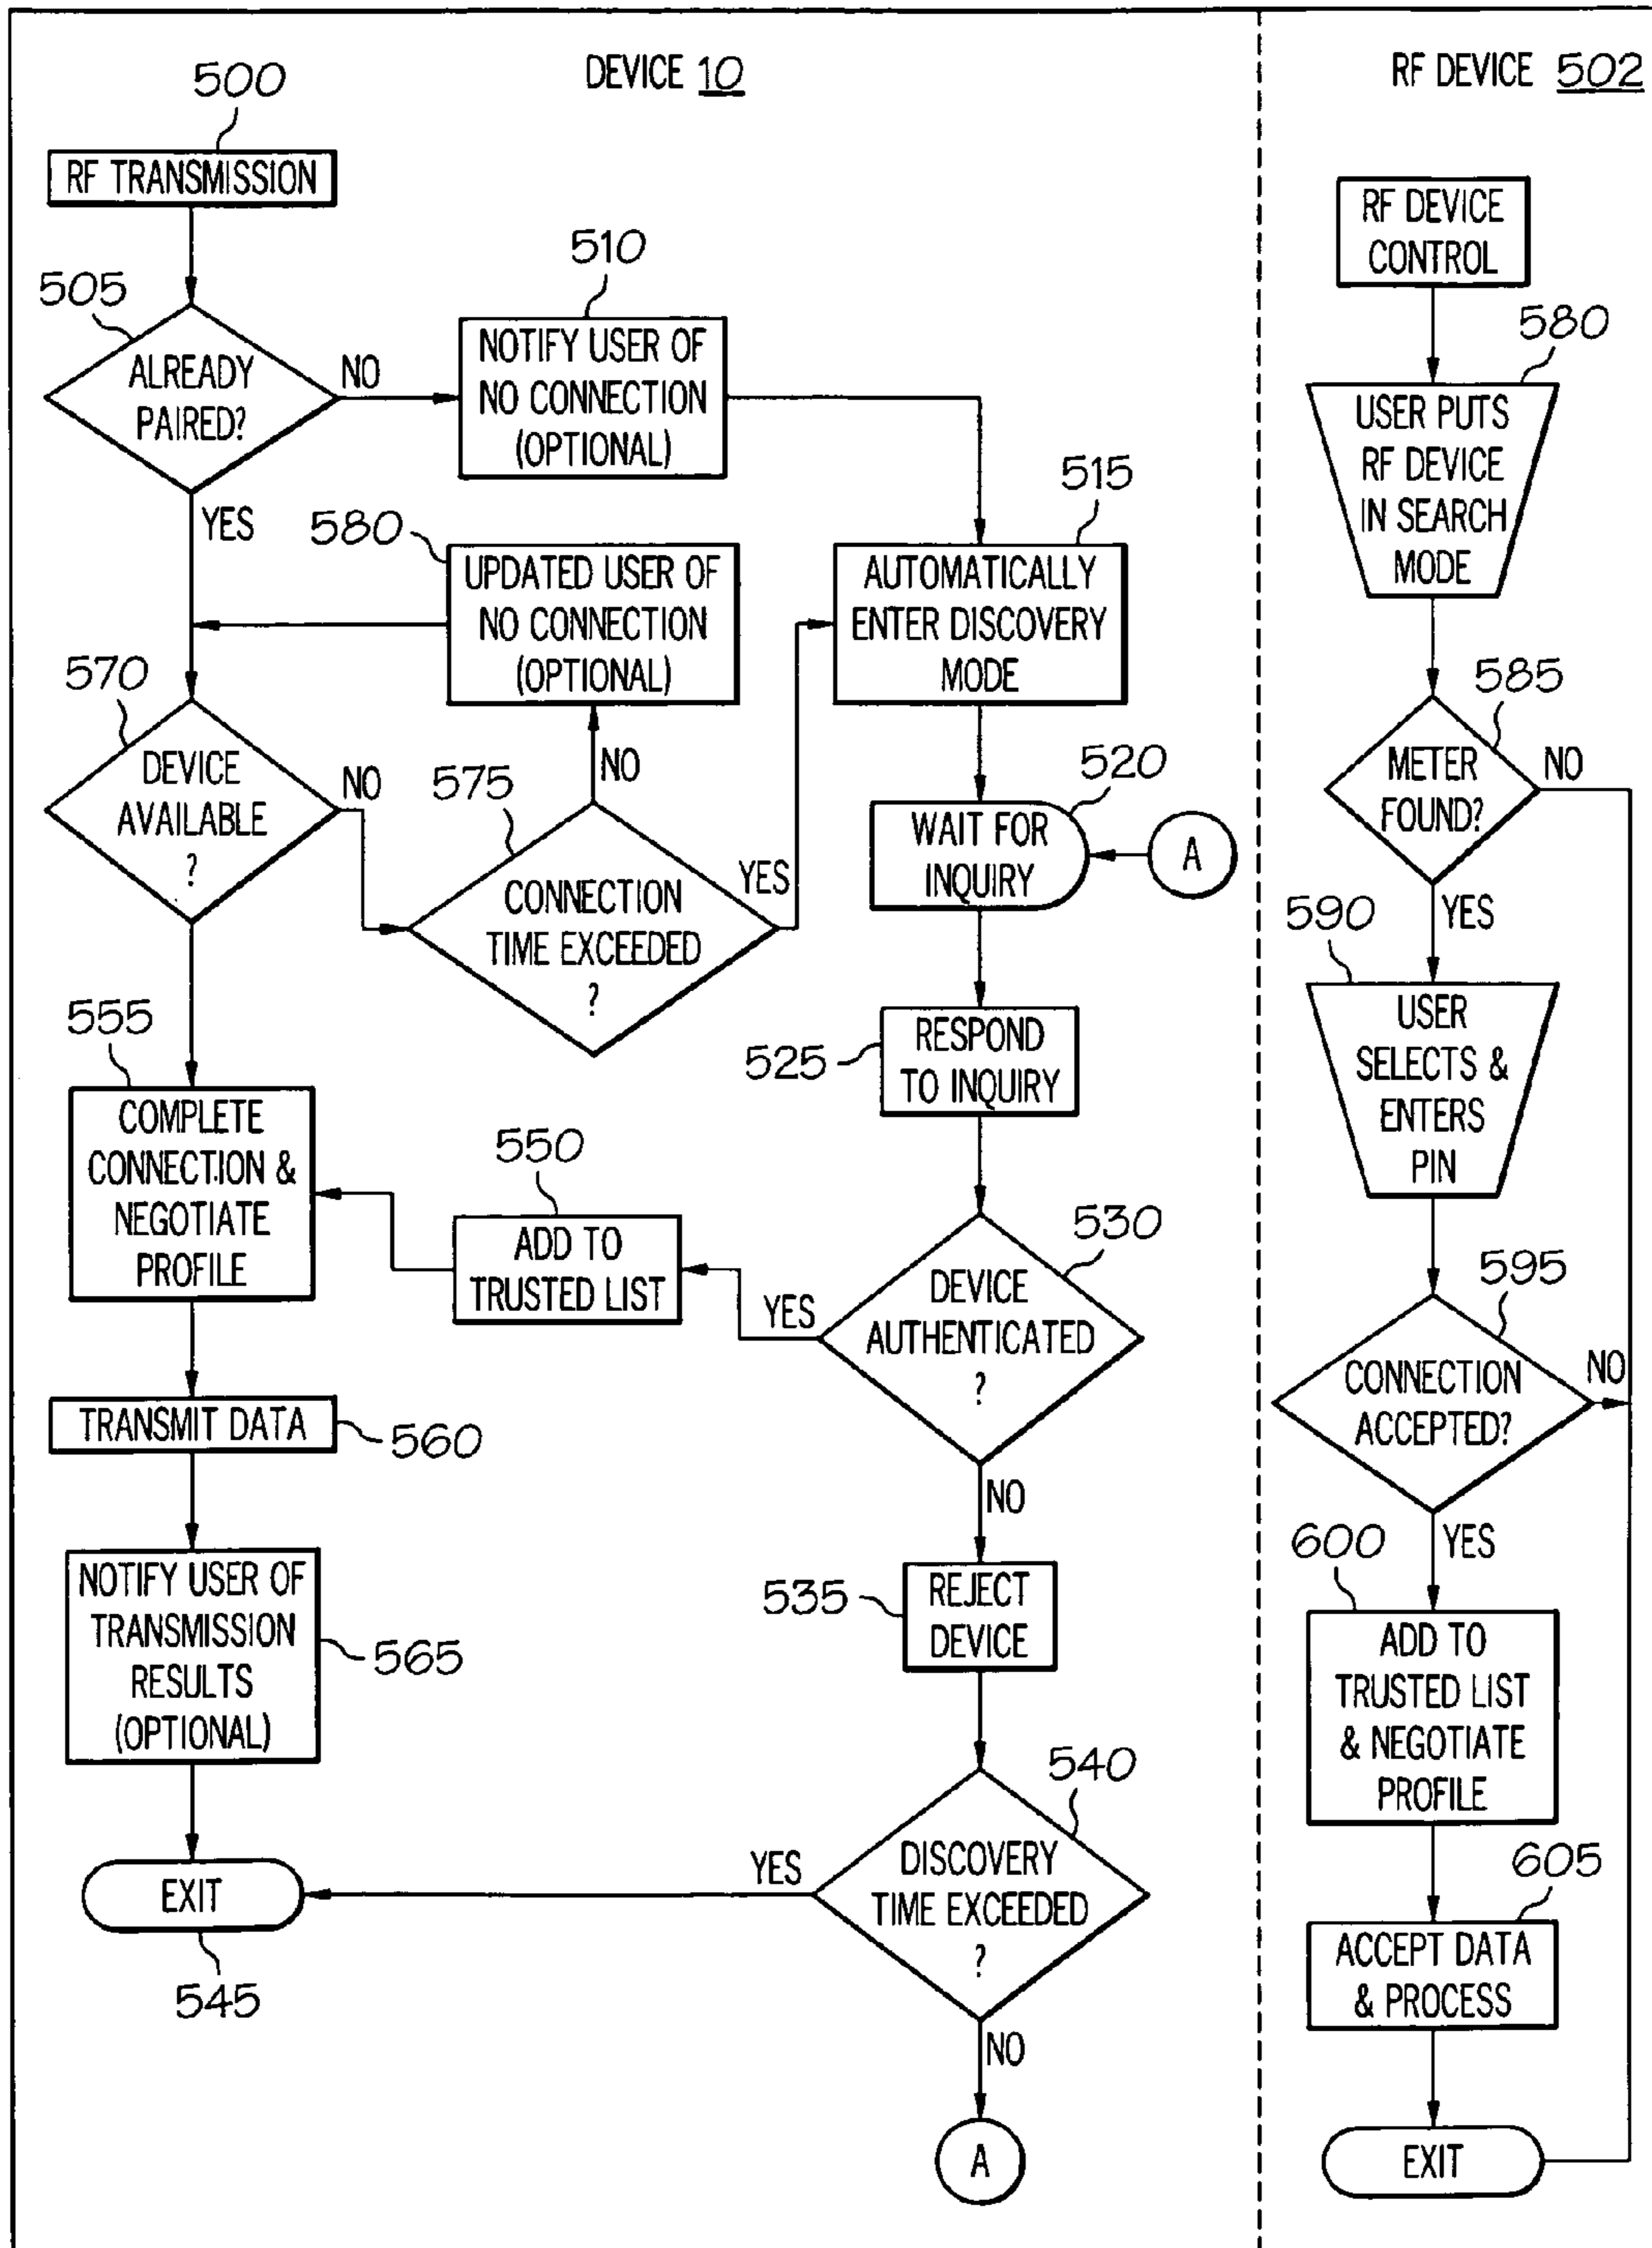 DEVICE 10
500
RF TRANSMISSION
505
ALREADY
PAIRED?
NO
YES
510
NOTIFY USER OF
NO CONNECTION
(OPTIONAL)
515
AUTOMATICALLY
ENTER DISCOVERY
MODE
580
UPDATED USER OF
NO CONNECTION
(OPTIONAL)
570
DEVICE
AVAILABLE
?
NO
575
NO
CONNECTION
TIME EXCEEDED
?
YES
520
WAIT FOR
INQUIRY
A
525
RESPOND
TO INQUIRY
530
DEVICE
AUTHENTICATED
?
YES
NO
550
ADD TO
TRUSTED LIST
555
COMPLETE
CONNECTION &
NEGOTIATE
PROFILE
TRANSMIT DATA
560
NOTIFY USER OF
TRANSMISSION
RESULTS
(OPTIONAL)
565
535
REJECT
DEVICE
540
DISCOVERY
TIME EXCEEDED
?
YES
NO
EXIT
545
A
RF DEVICE 502
RF DEVICE
CONTROL
580
USER PUTS
RF DEVICE
IN SEARCH
MODE
585
METER
FOUND?
NO
YES
590
USER
SELECTS &
ENTERS
PIN
595
CONNECTION
ACCEPTED?
NO
YES
600
ADD TO
TRUSTED LIST
& NEGOTIATE
PROFILE
605
ACCEPT DATA
& PROCESS
EXIT